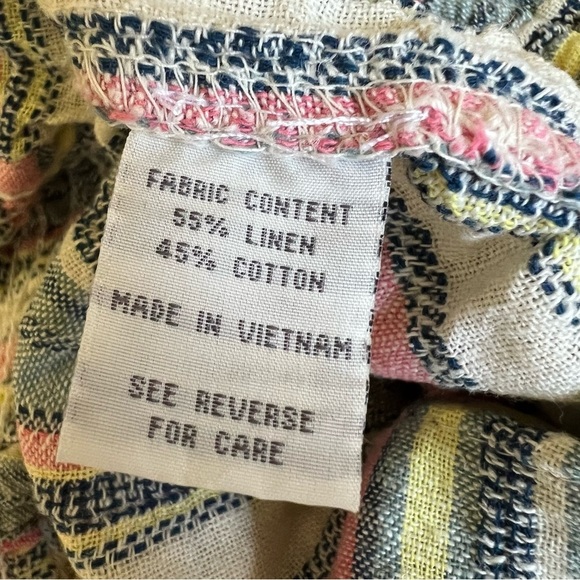 FABRIC CONTENT
55% LINEN
45% COTTON
MADE IN VIETNAM
SEE REVERSE
FOR CARE